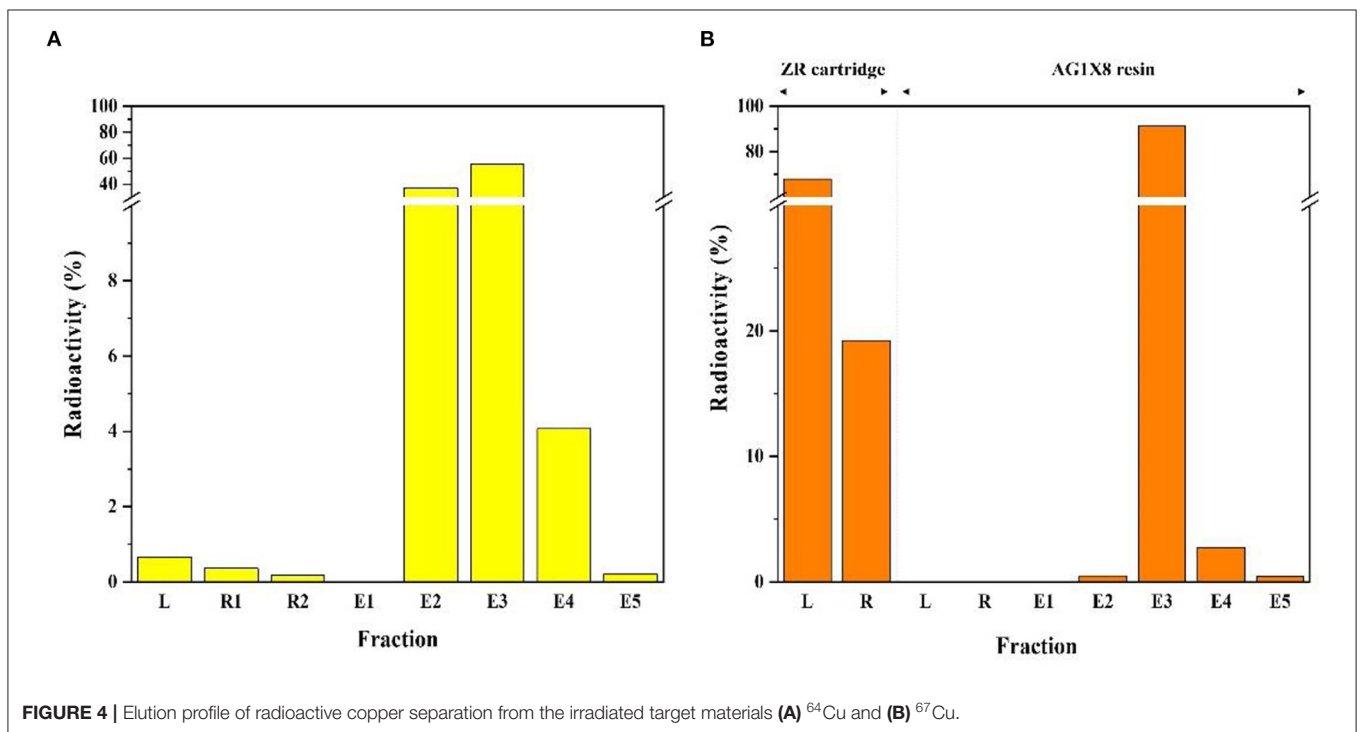 A
B
ZR cartridge
AG1X8 resin
100
80
60
40
8
6
4
2
0
Radioactivity (%)
L R1 R2 E1 E2 E3 E4 E5
Fraction
100
80
20
10
0
Radioactivity (%)
L R L R E1 E2 E3 E4 E5
Fraction
FIGURE 4 | Elution profile of radioactive copper separation from the irradiated target materials (A) ⁶⁴Cu and (B) ⁶⁷Cu.